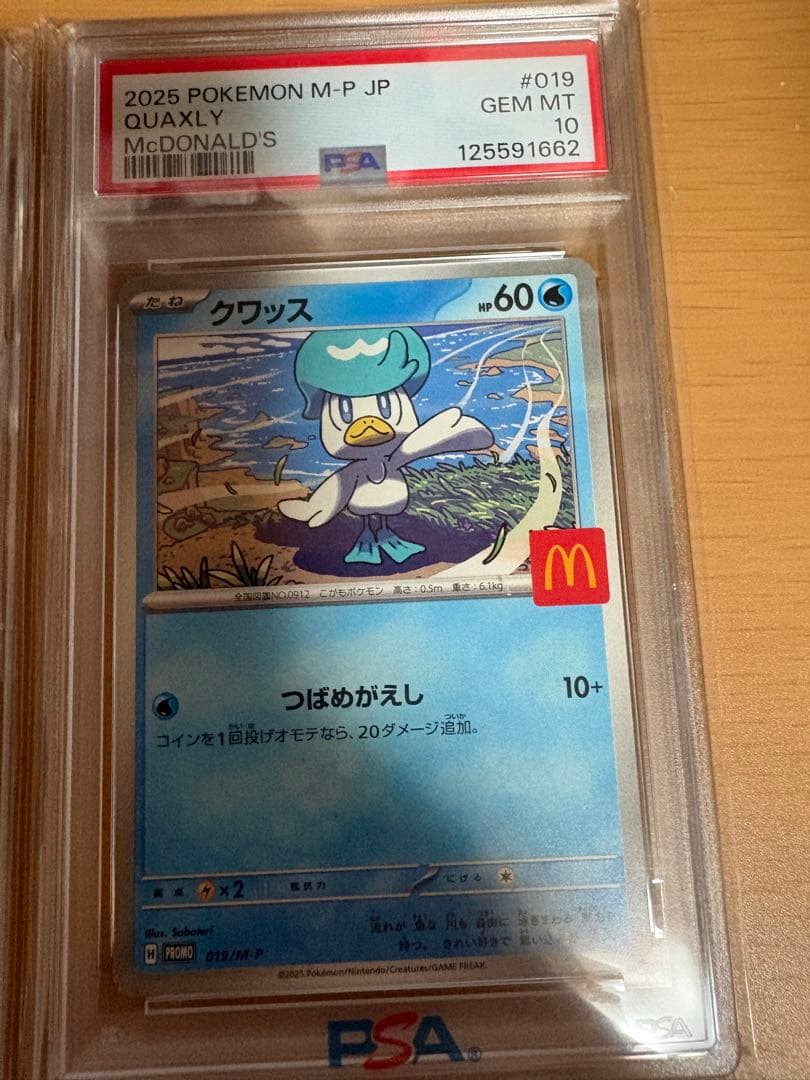 2025 POKEMON M-P JP #019
QUAXLY GEM MT
McDONALD'S 10
PSA 125591662
たね クワッス HP60
全国図鑑NO.0912 こがもポケモン 高さ:0.5m 重さ:6.1kg
つばめがえし 10+
コインを1回投げオモテなら、20ダメージ追加。
弱点 ×2 抵抗力 にげる
Illus. Saboteri
H PROMO 019/M-P
©2025 Pokémon/Nintendo/Creatures/GAME FREAK.
PSA
PSA®